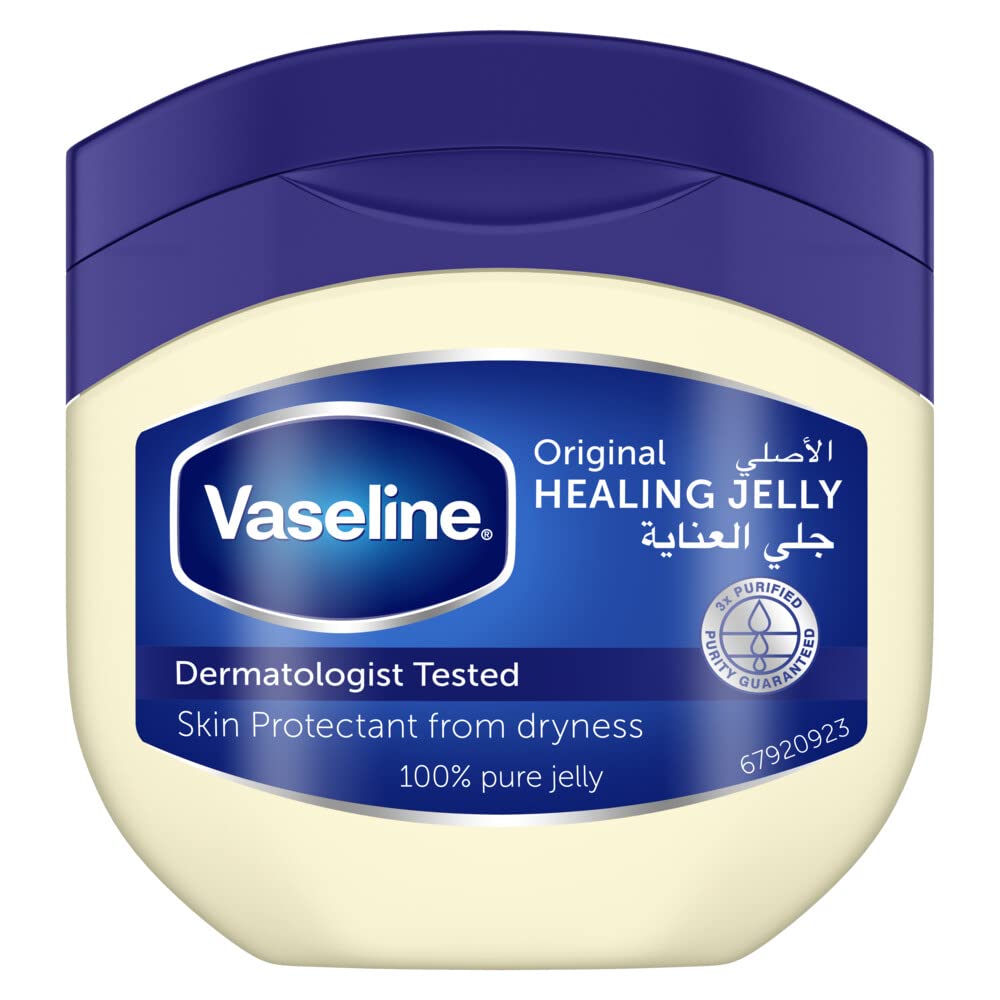 Vaseline®
Original الأصلي
HEALING JELLY
جلي العناية
3x PURIFIED
PURITY GUARANTEED
Dermatologist Tested
Skin Protectant from dryness
100% pure jelly
67920923